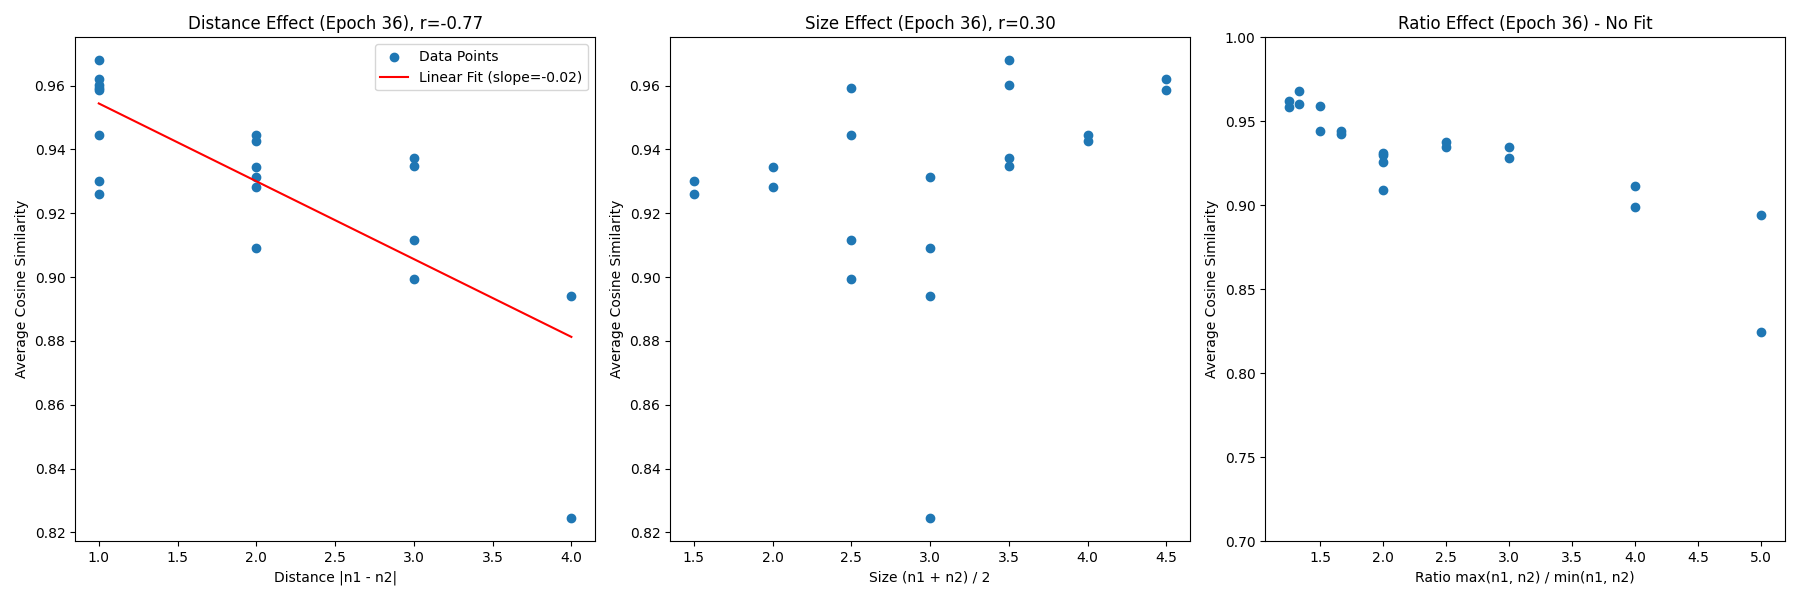 Distance Effect (Epoch 36), r=-0.77
Data Points
Linear Fit (slope=-0.02)
0.96
0.94
0.92
0.90
0.88
0.86
0.84
0.82
Average Cosine Similarity
1.0 1.5 2.0 2.5 3.0 3.5 4.0
Distance |n1 - n2|
Size Effect (Epoch 36), r=0.30
0.96
0.94
0.92
0.90
0.88
0.86
0.84
0.82
Average Cosine Similarity
1.5 2.0 2.5 3.0 3.5 4.0 4.5
Size (n1 + n2) / 2
Ratio Effect (Epoch 36) - No Fit
1.00
0.95
0.90
0.85
0.80
0.75
0.70
Average Cosine Similarity
1.5 2.0 2.5 3.0 3.5 4.0 4.5 5.0
Ratio max(n1, n2) / min(n1, n2)